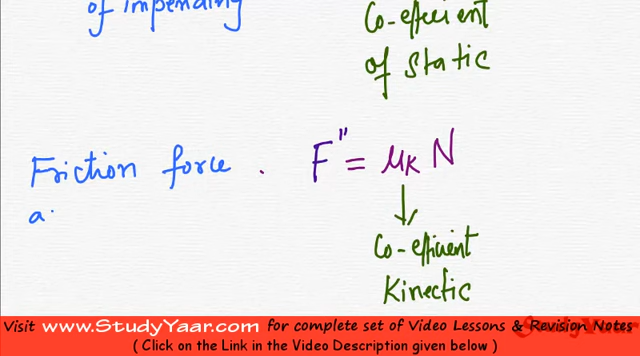 of Impending
Co-efficient
of static
Friction force . F" = μK N
a
↓
Co-efficient
Kinectic
StudyYaar
Visit www.StudyYaar.com for complete set of Video Lessons & Revision Notes
( Click on the Link in the Video Description given below )